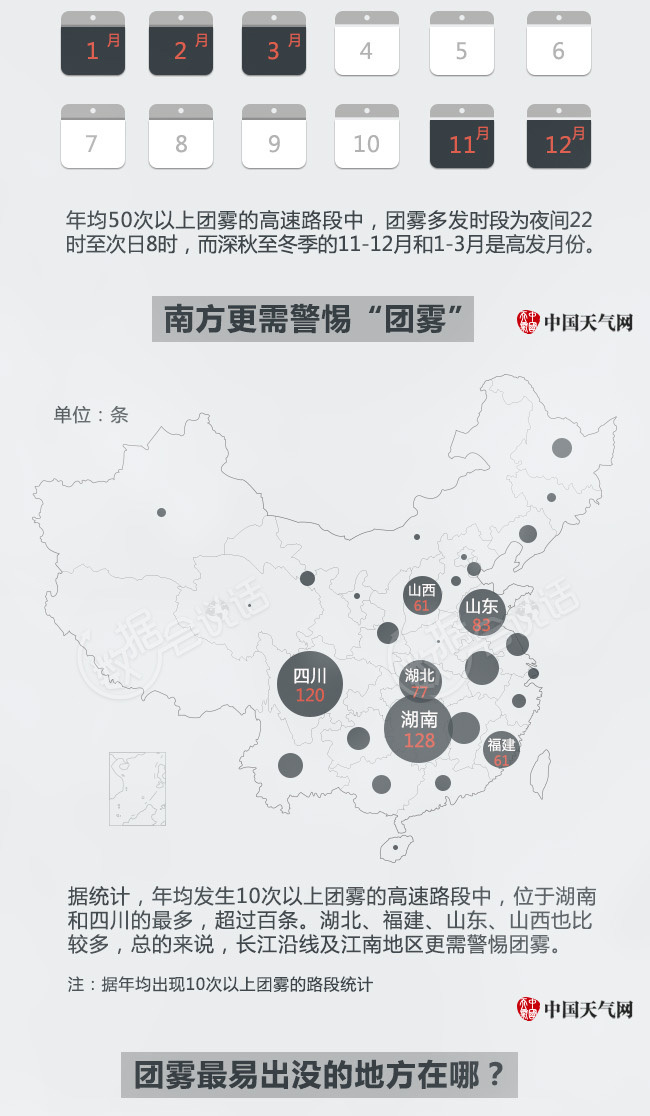 1月 2月 3月 4 5 6
7 8 9 10 11月 12月
年均50次以上团雾的高速路段中，团雾多发时段为夜间22
时至次日8时，而深秋至冬季的11-12月和1-3月是高发月份。
南方更需警惕“团雾”
中国天气网
单位：条
山西
61
山东
83
四川
120
湖北
77
湖南
128
福建
61
数据会说话
数据会说话
据统计，年均发生10次以上团雾的高速路段中，位于湖南
和四川的最多，超过百条。湖北、福建、山东、山西也比
较多，总的来说，长江沿线及江南地区更需警惕团雾。
注：据年均出现10次以上团雾的路段统计
中国天气网
团雾最易出没的地方在哪？